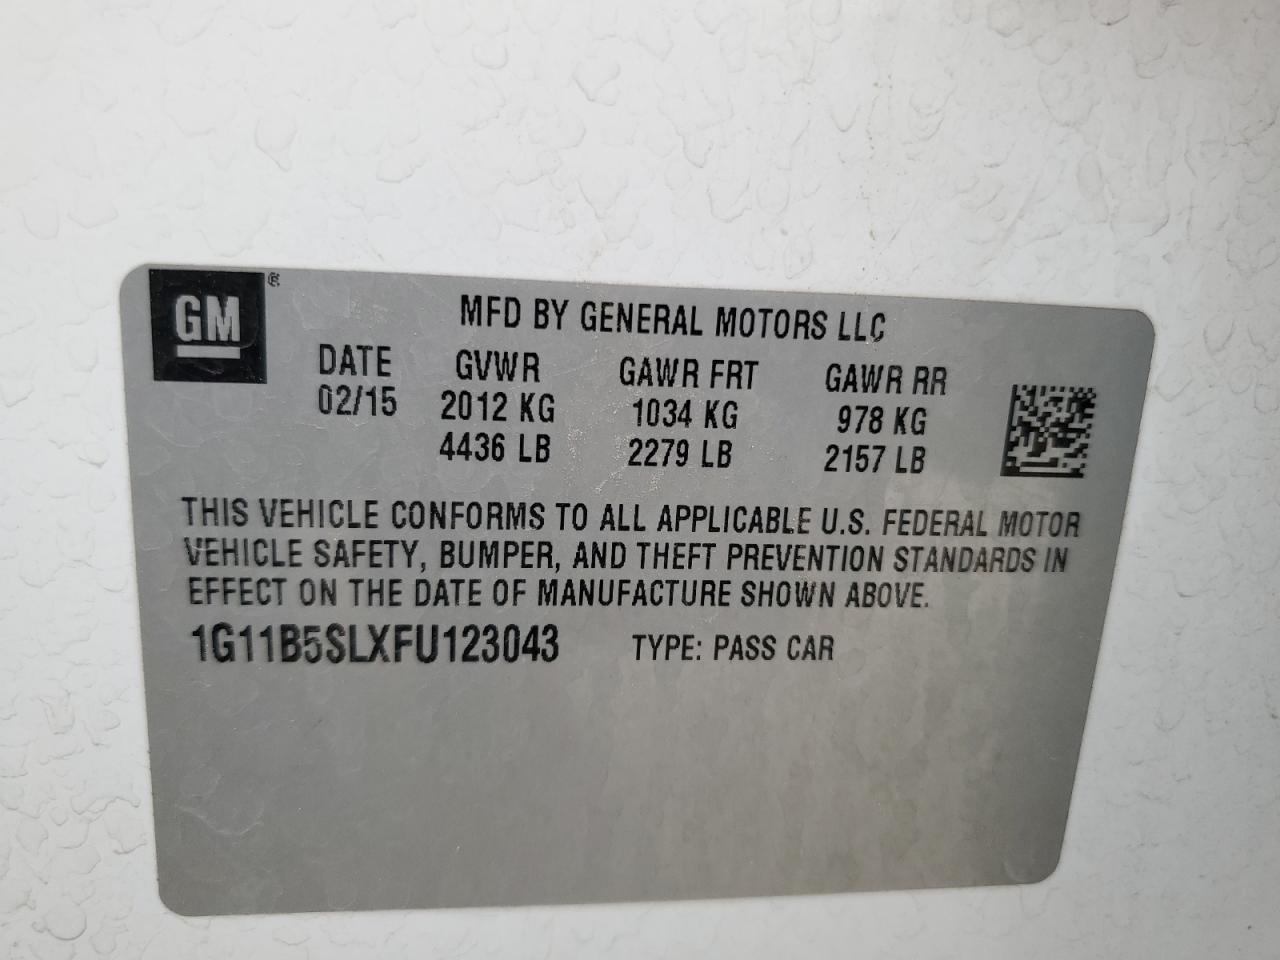 GM®
MFD BY GENERAL MOTORS LLC
DATE GVWR GAWR FRT GAWR RR
02/15 2012 KG 1034 KG 978 KG
4436 LB 2279 LB 2157 LB
THIS VEHICLE CONFORMS TO ALL APPLICABLE U.S. FEDERAL MOTOR
VEHICLE SAFETY, BUMPER, AND THEFT PREVENTION STANDARDS IN
EFFECT ON THE DATE OF MANUFACTURE SHOWN ABOVE.
1G11B5SLXFU123043 TYPE: PASS CAR